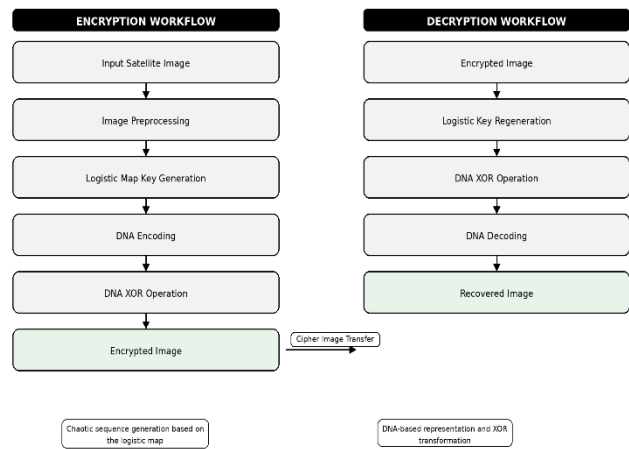 ENCRYPTION WORKFLOW
Input Satellite Image
Image Preprocessing
Logistic Map Key Generation
DNA Encoding
DNA XOR Operation
Encrypted Image
Cipher Image Transfer
Chaotic sequence generation based on
the logistic map
DECRYPTION WORKFLOW
Encrypted Image
Logistic Key Regeneration
DNA XOR Operation
DNA Decoding
Recovered Image
DNA-based representation and XOR
transformation